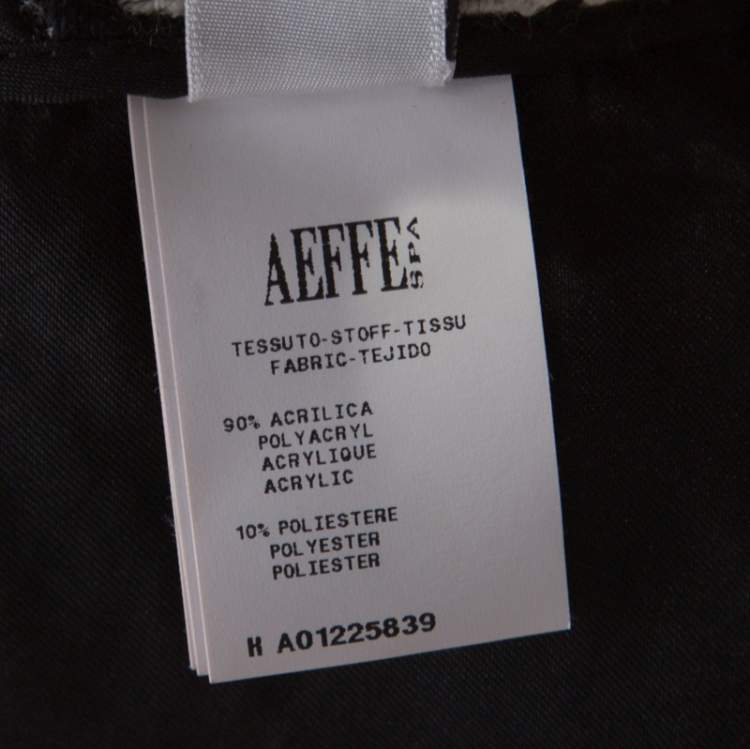 AEFFE SPA
TESSUTO-STOFF-TISSU
FABRIC-TEJIDO
90% ACRILICA
POLYACRYL
ACRYLIQUE
ACRYLIC
10% POLIESTERE
POLYESTER
POLIESTER
H A01225839